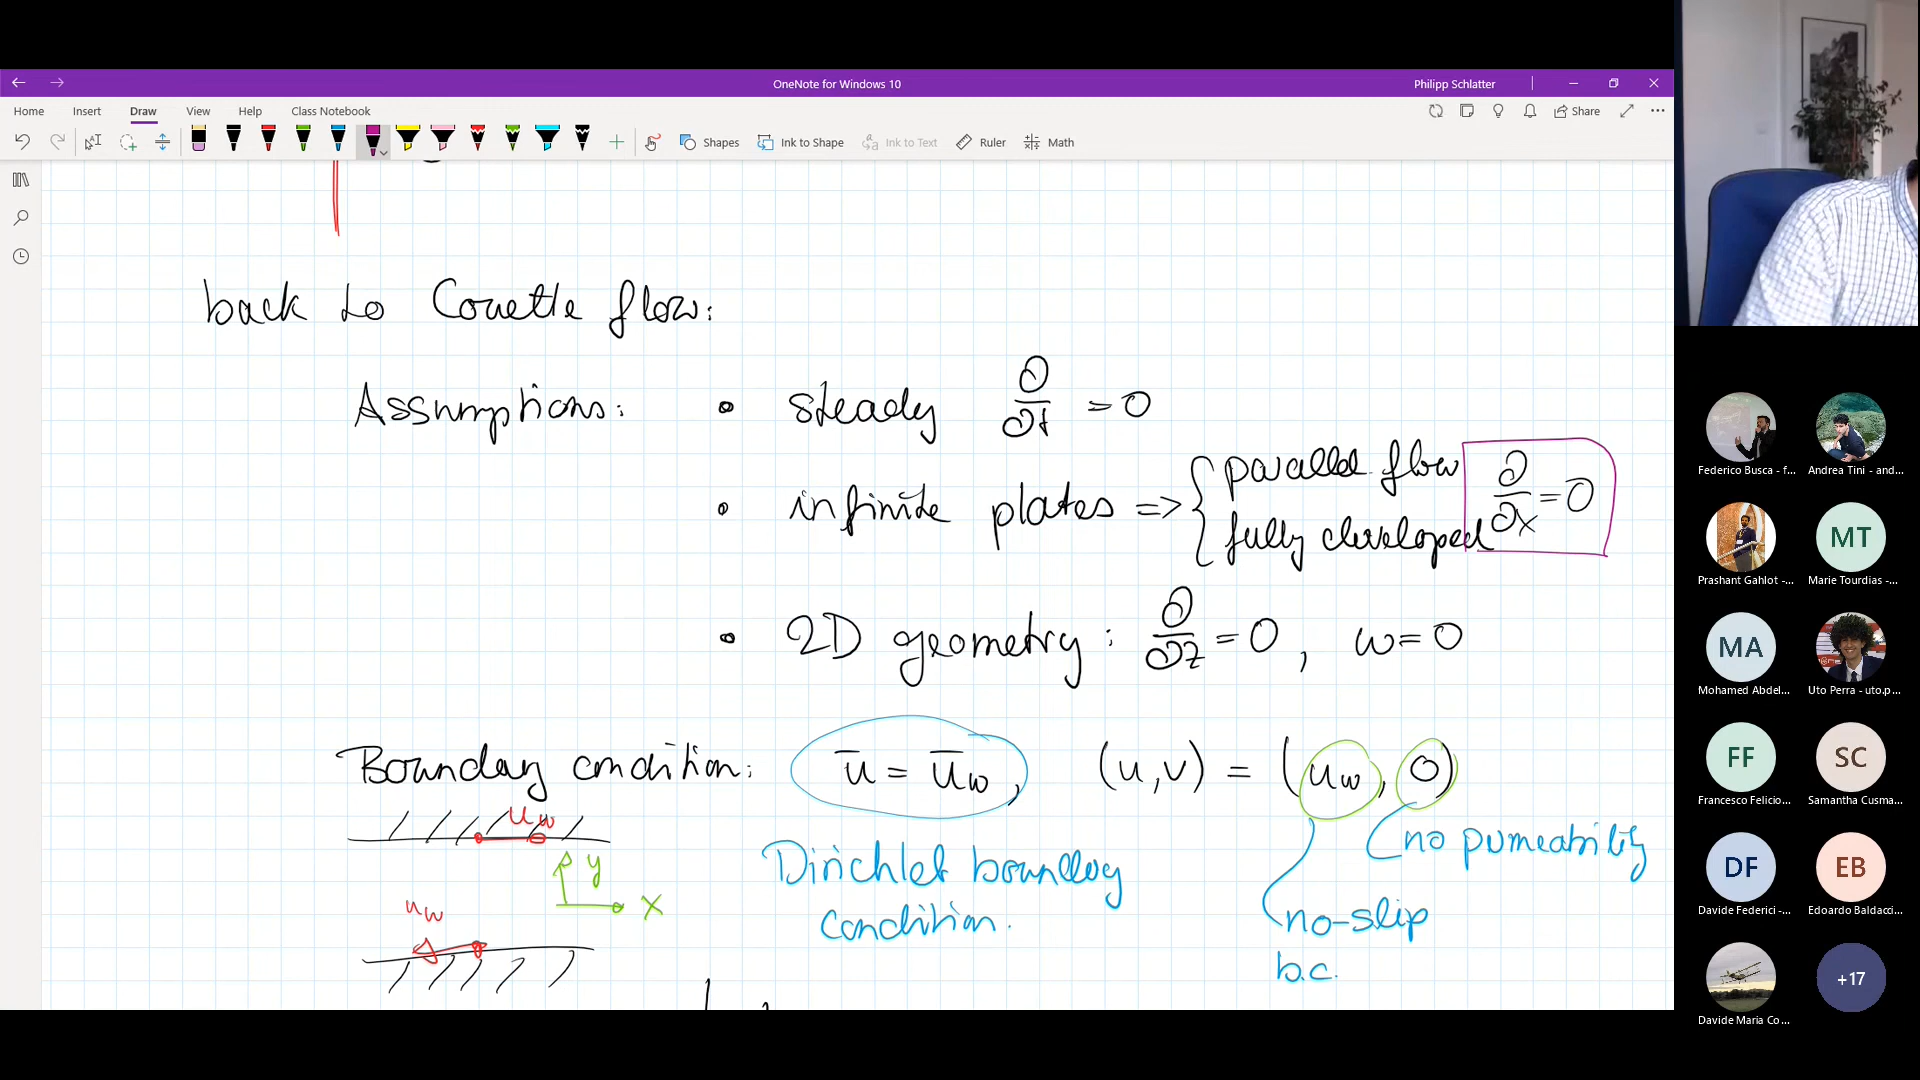 OneNote for Windows 10
Philipp Schlatter
Home Insert Draw View Help Class Notebook
Share
Shapes Ink to Shape Ink to Text Ruler Math
back to Couette flow:
Assumptions: • steady ∂/∂t = 0
• infinite plates => { parallel flow ∂/∂x = 0
fully developed
• 2D geometry: ∂/∂z = 0, w = 0
Boundary condition: u̅ = u̅w, (u,v) = (uw, 0)
uw
y
x
uw
Dirichlet boundary
condition.
no pumeability
no-slip
b.c.
Federico Busca - f...
Andrea Tini - and...
Prashant Gahlot -...
MT
Marie Tourdias -...
MA
Mohamed Abdel...
Uto Perra - uto.p...
FF
Francesco Felicio...
SC
Samantha Cusma...
DF
Davide Federici -...
EB
Edoardo Baldacci...
Davide Maria Co...
+17